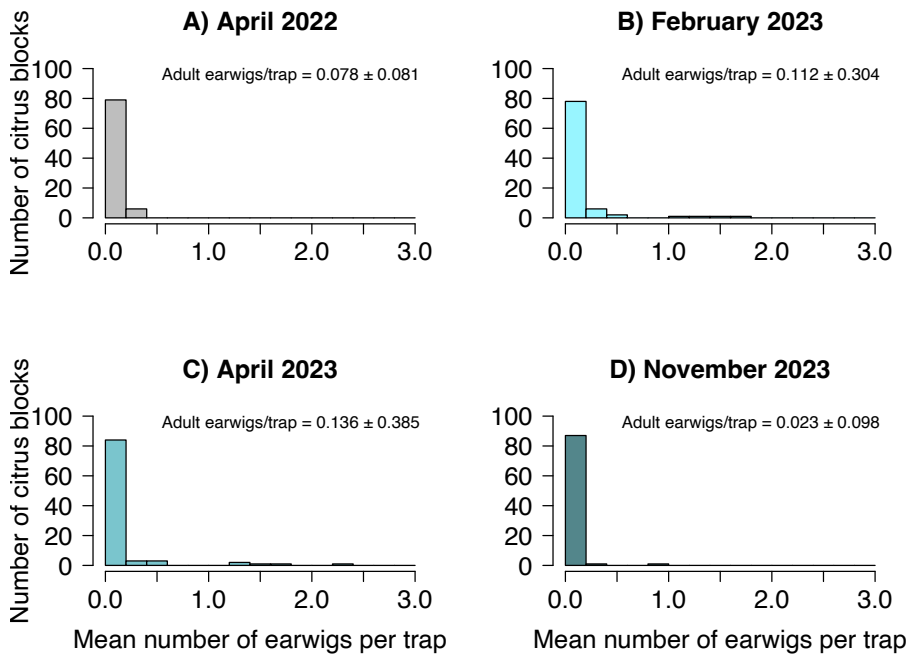 A) April 2022
Adult earwigs/trap = 0.078 ± 0.081
Number of citrus blocks
100
80
60
40
20
0
0.0 1.0 2.0 3.0
B) February 2023
Adult earwigs/trap = 0.112 ± 0.304
100
80
60
40
20
0
0.0 1.0 2.0 3.0
C) April 2023
Adult earwigs/trap = 0.136 ± 0.385
Number of citrus blocks
100
80
60
40
20
0
0.0 1.0 2.0 3.0
Mean number of earwigs per trap
D) November 2023
Adult earwigs/trap = 0.023 ± 0.098
100
80
60
40
20
0
0.0 1.0 2.0 3.0
Mean number of earwigs per trap